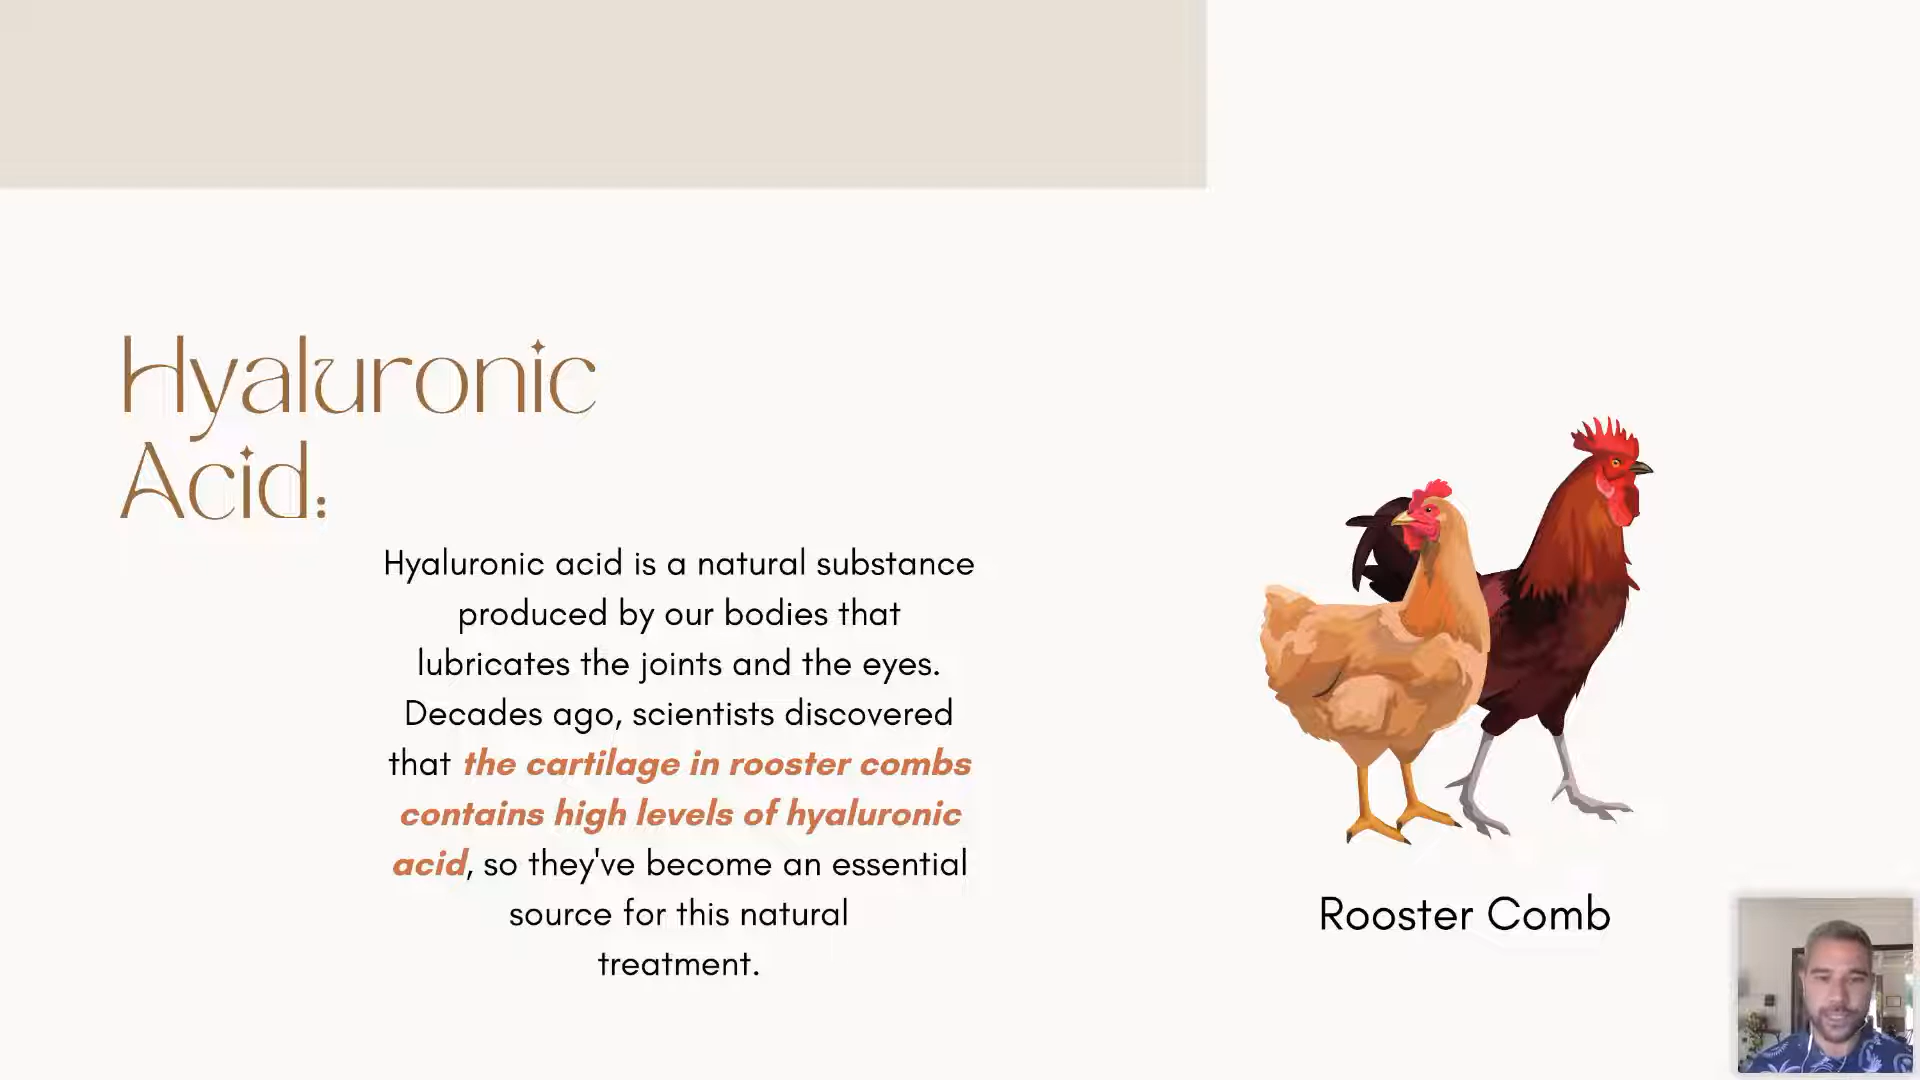 Hyaluronic
Acid:
Hyaluronic acid is a natural substance
produced by our bodies that
lubricates the joints and the eyes.
Decades ago, scientists discovered
that the cartilage in rooster combs
contains high levels of hyaluronic
acid, so they've become an essential
source for this natural
treatment.
Rooster Comb